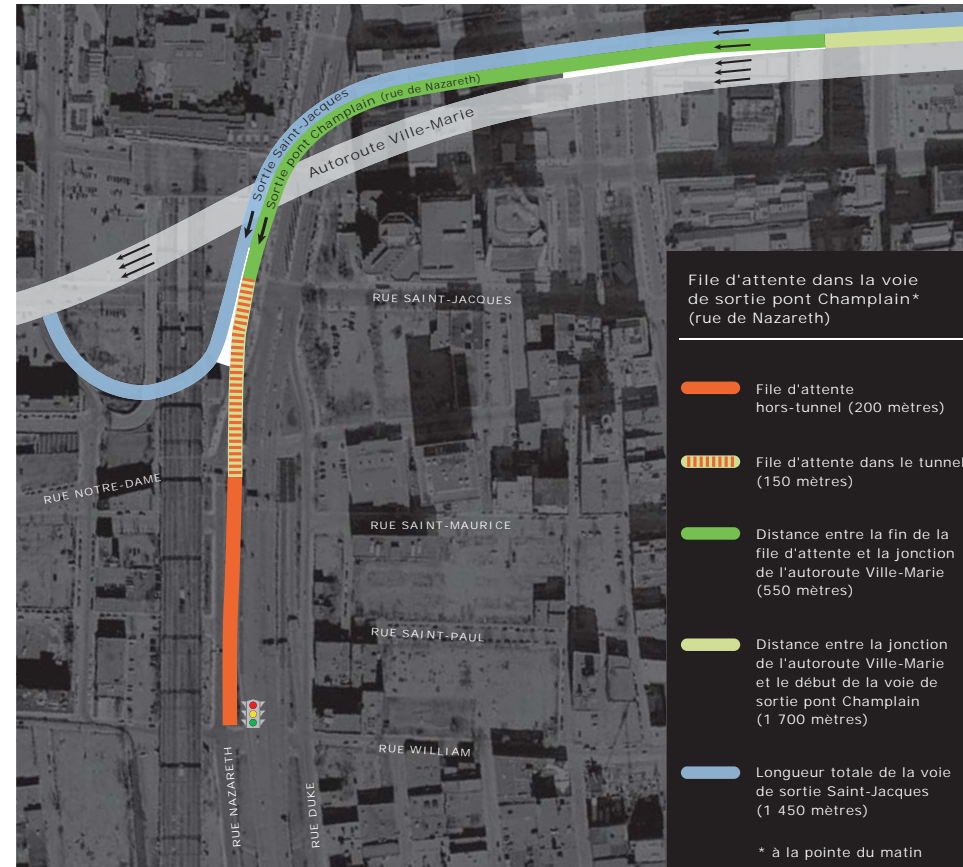 Sortie Saint-Jacques
Sortie pont Champlain (rue de Nazareth)
Autoroute Ville-Marie
RUE SAINT-JACQUES
RUE NOTRE-DAME
RUE SAINT-MAURICE
RUE SAINT-PAUL
RUE WILLIAM
RUE NAZARETH
RUE DUKE
File d'attente dans la voie
de sortie pont Champlain*
(rue de Nazareth)
File d'attente
hors-tunnel (200 mètres)
File d'attente dans le tunnel
(150 mètres)
Distance entre la fin de la
file d'attente et la jonction
de l'autoroute Ville-Marie
(550 mètres)
Distance entre la jonction
de l'autoroute Ville-Marie
et le début de la voie de
sortie pont Champlain
(1 700 mètres)
Longueur totale de la voie
de sortie Saint-Jacques
(1 450 mètres)
* à la pointe du matin